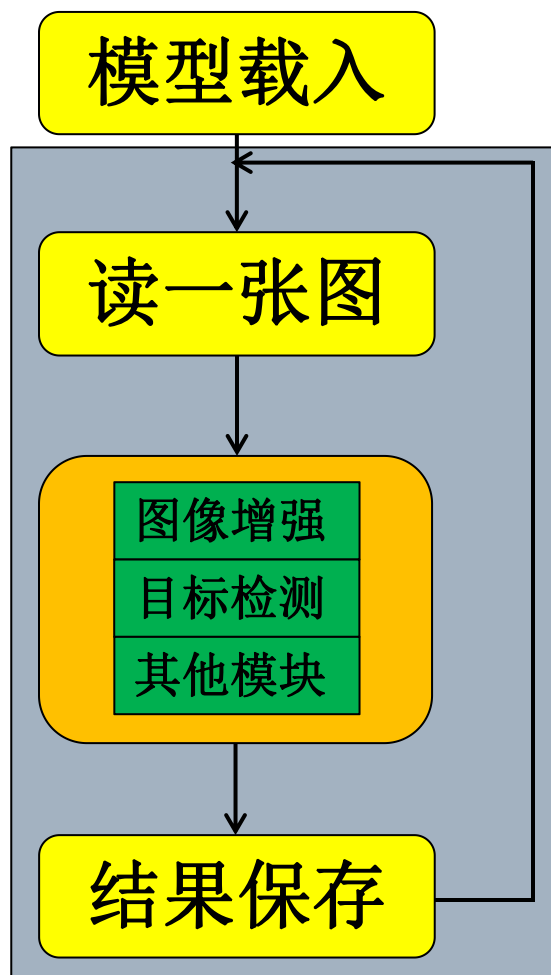 模型载入
读一张图
图像增强
目标检测
其他模块
结果保存